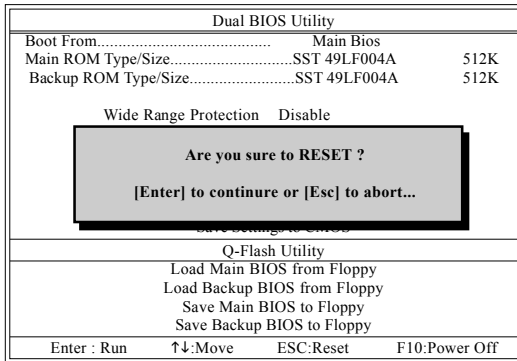 Dual BIOS Utility
Boot From.......................................... Main Bios
Main ROM Type/Size.........................SST 49LF004A 512K
Backup ROM Type/Size.........................SST 49LF004A 512K
Wide Range Protection Disable
Are you sure to RESET ?
[Enter] to continure or [Esc] to abort...
Save Settings to CMOS
Q-Flash Utility
Load Main BIOS from Floppy
Load Backup BIOS from Floppy
Save Main BIOS to Floppy
Save Backup BIOS to Floppy
Enter : Run ↑↓:Move ESC:Reset F10:Power Off